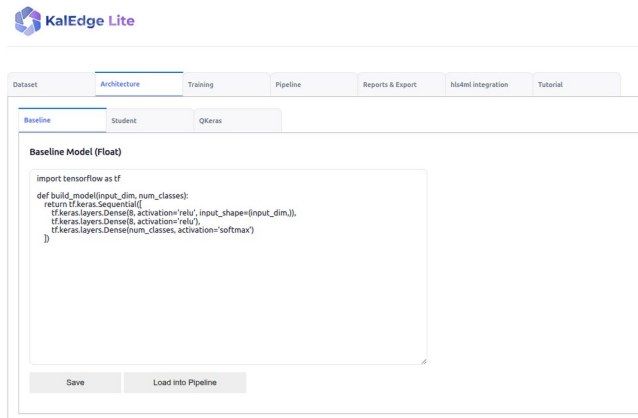 KalEdge Lite
Dataset Architecture Training Pipeline Reports & Export hls4ml integration Tutorial
Baseline Student QKeras
Baseline Model (Float)
import tensorflow as tf
def build_model(input_dim, num_classes):
return tf.keras.Sequential([
tf.keras.layers.Dense(8, activation='relu', input_shape=(input_dim,)),
tf.keras.layers.Dense(8, activation='relu'),
tf.keras.layers.Dense(num_classes, activation='softmax')
])
Save Load into Pipeline